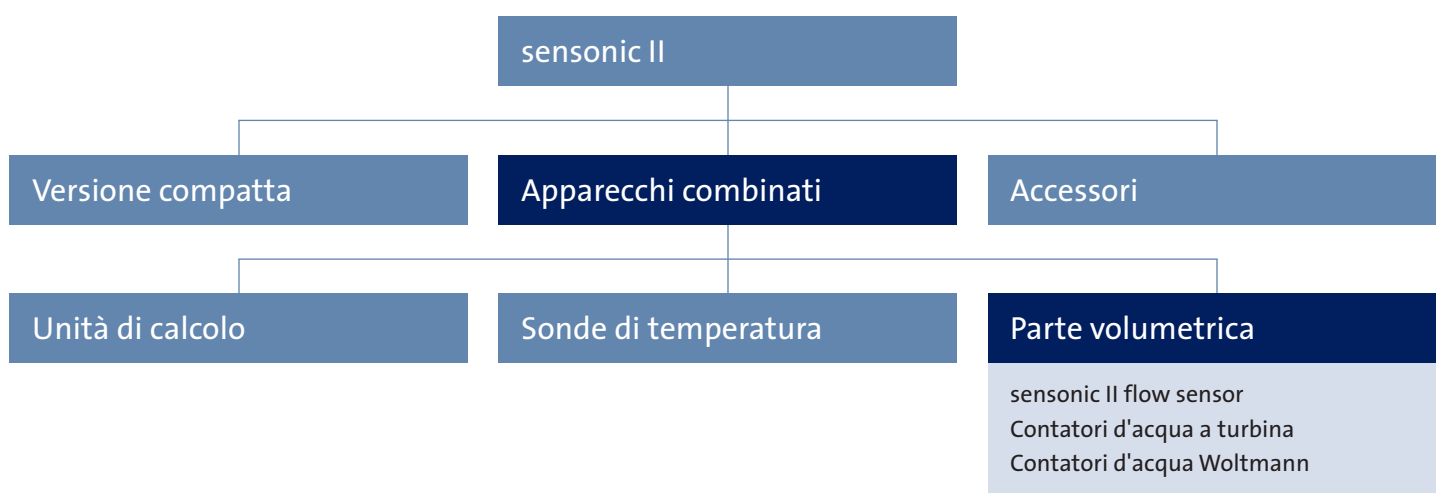 sensonic II
Versione compatta
Apparecchi combinati
Accessori
Unità di calcolo
Sonde di temperatura
Parte volumetrica
sensonic II flow sensor
Contatori d'acqua a turbina
Contatori d'acqua Woltmann